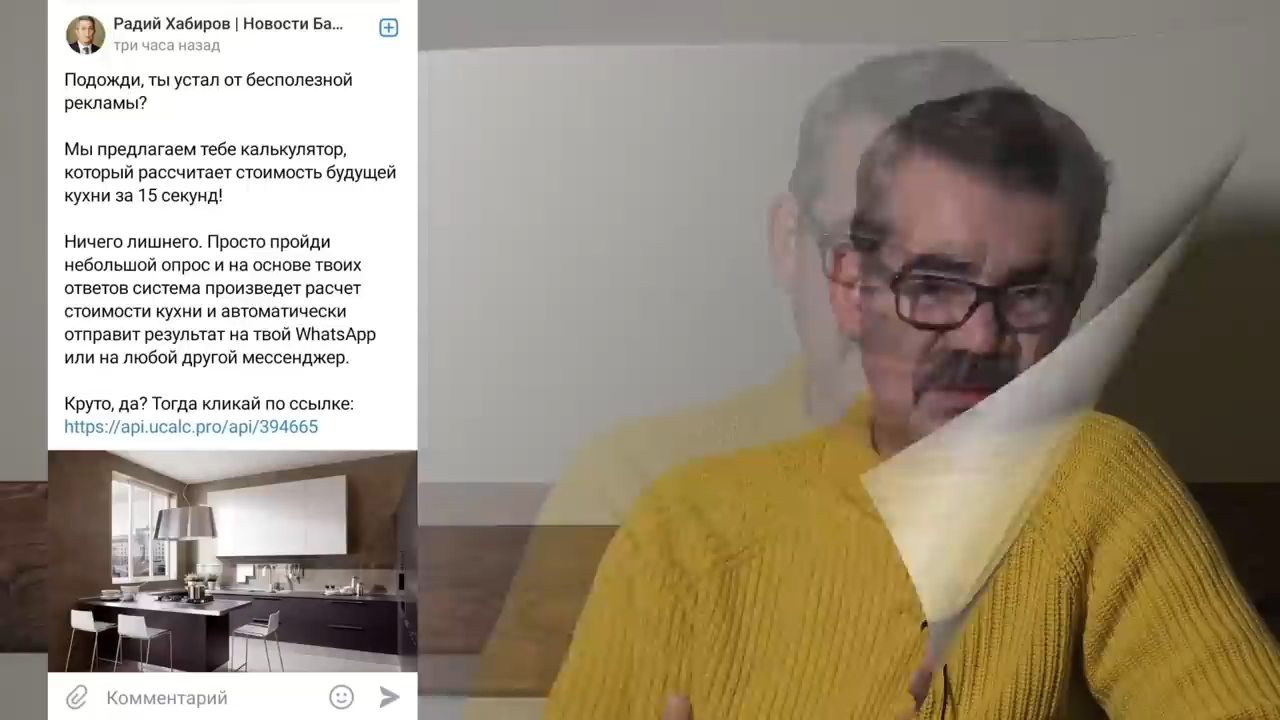 Радий Хабиров | Новости Ба...
три часа назад
Подожди, ты устал от бесполезной
рекламы?
Мы предлагаем тебе калькулятор,
который рассчитает стоимость будущей
кухни за 15 секунд!
Ничего лишнего. Просто пройди
небольшой опрос и на основе твоих
ответов система произведет расчет
стоимости кухни и автоматически
отправит результат на твой WhatsApp
или на любой другой мессенджер.
Круто, да? Тогда кликай по ссылке:
https://api.ucalc.pro/api/394665
Комментарий